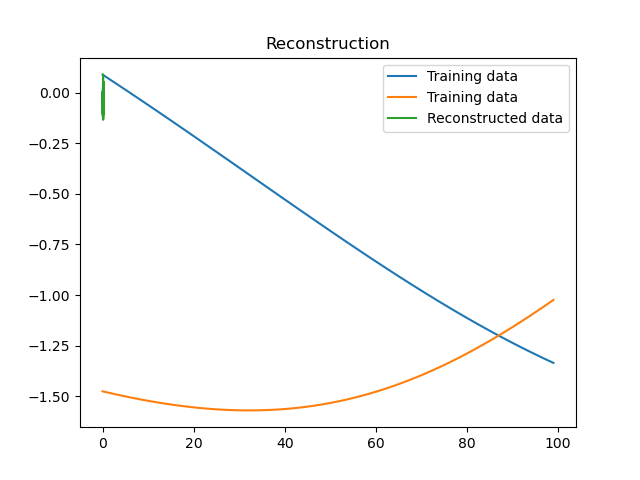 Reconstruction
Training data
Training data
Reconstructed data
0.00
−0.25
−0.50
−0.75
−1.00
−1.25
−1.50
0 20 40 60 80 100